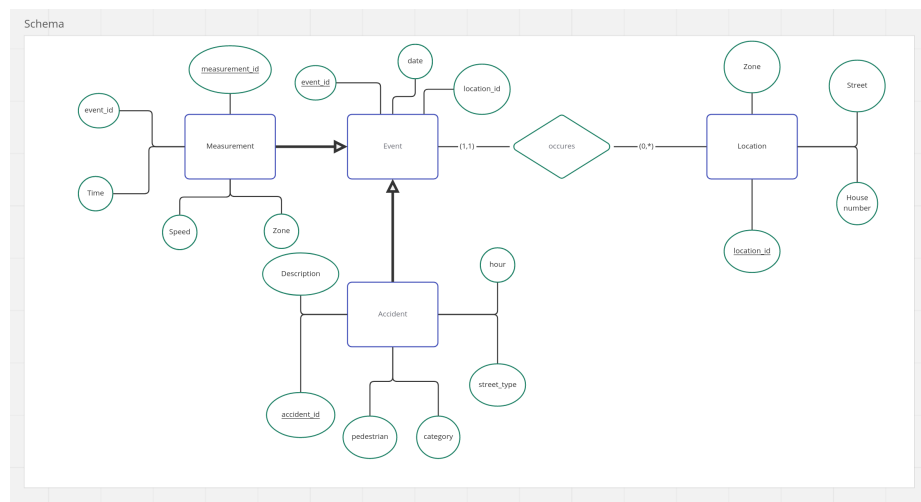 Schema
measurement_id
event_id
Measurement
Time
Speed
Zone
event_id
date
location_id
Event
(1,1)
occures
(0,*)
Location
Zone
Street
House
number
location_id
Description
Accident
hour
accident_id
pedestrian
category
street_type